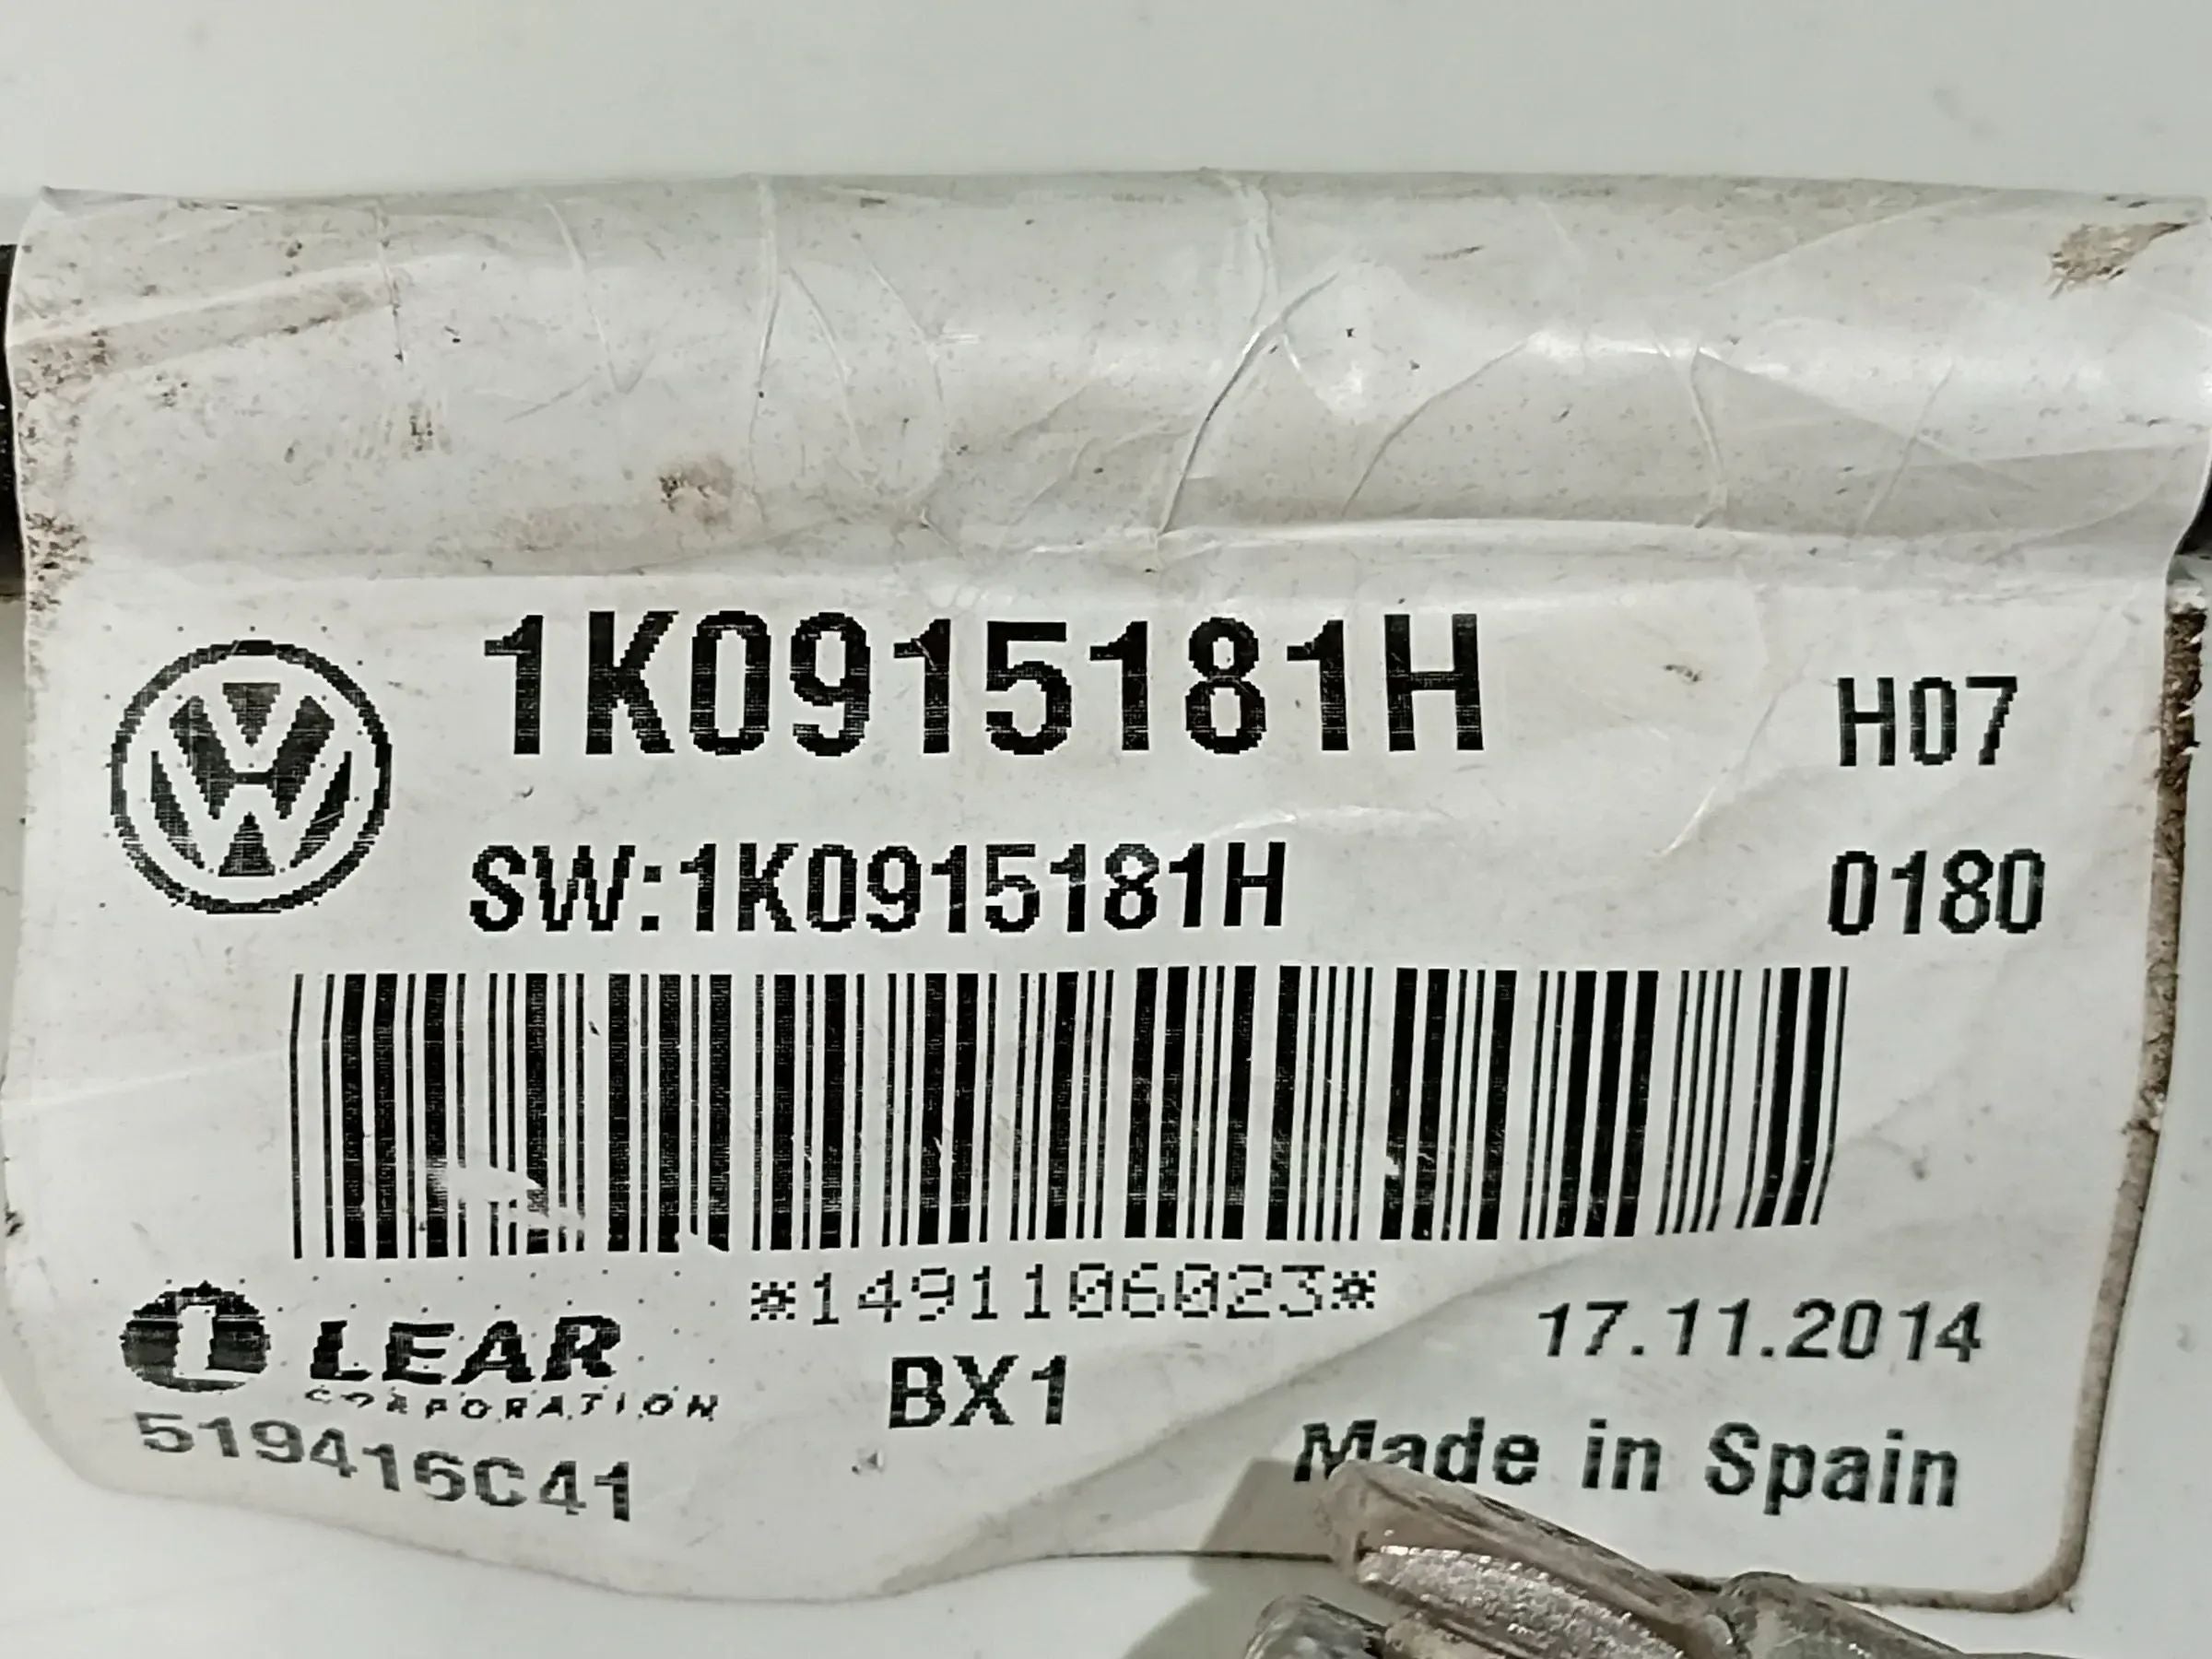 1K0915181H
H07
SW:1K0915181H
0180
*1491106023*
LEAR
CORPORATION
17.11.2014
BX1
519416C41
Made in Spain